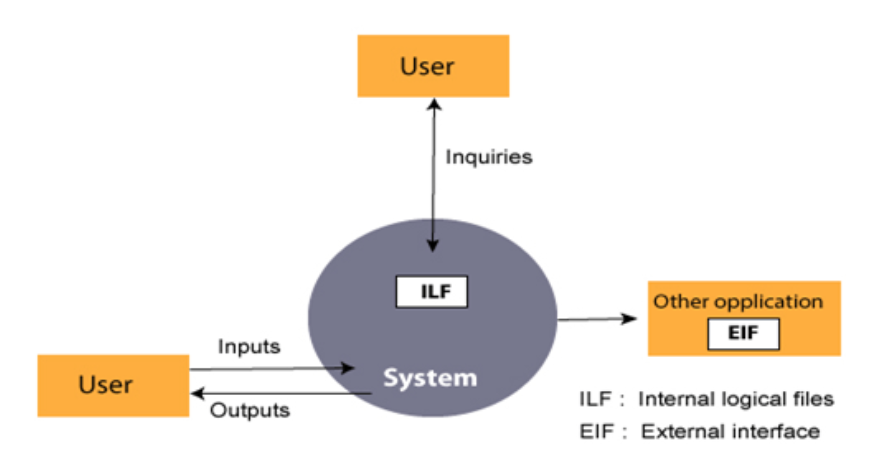 User
Inquiries
ILF
Other opplication
EIF
Inputs
User
System
Outputs
ILF : Internal logical files
EIF : External interface